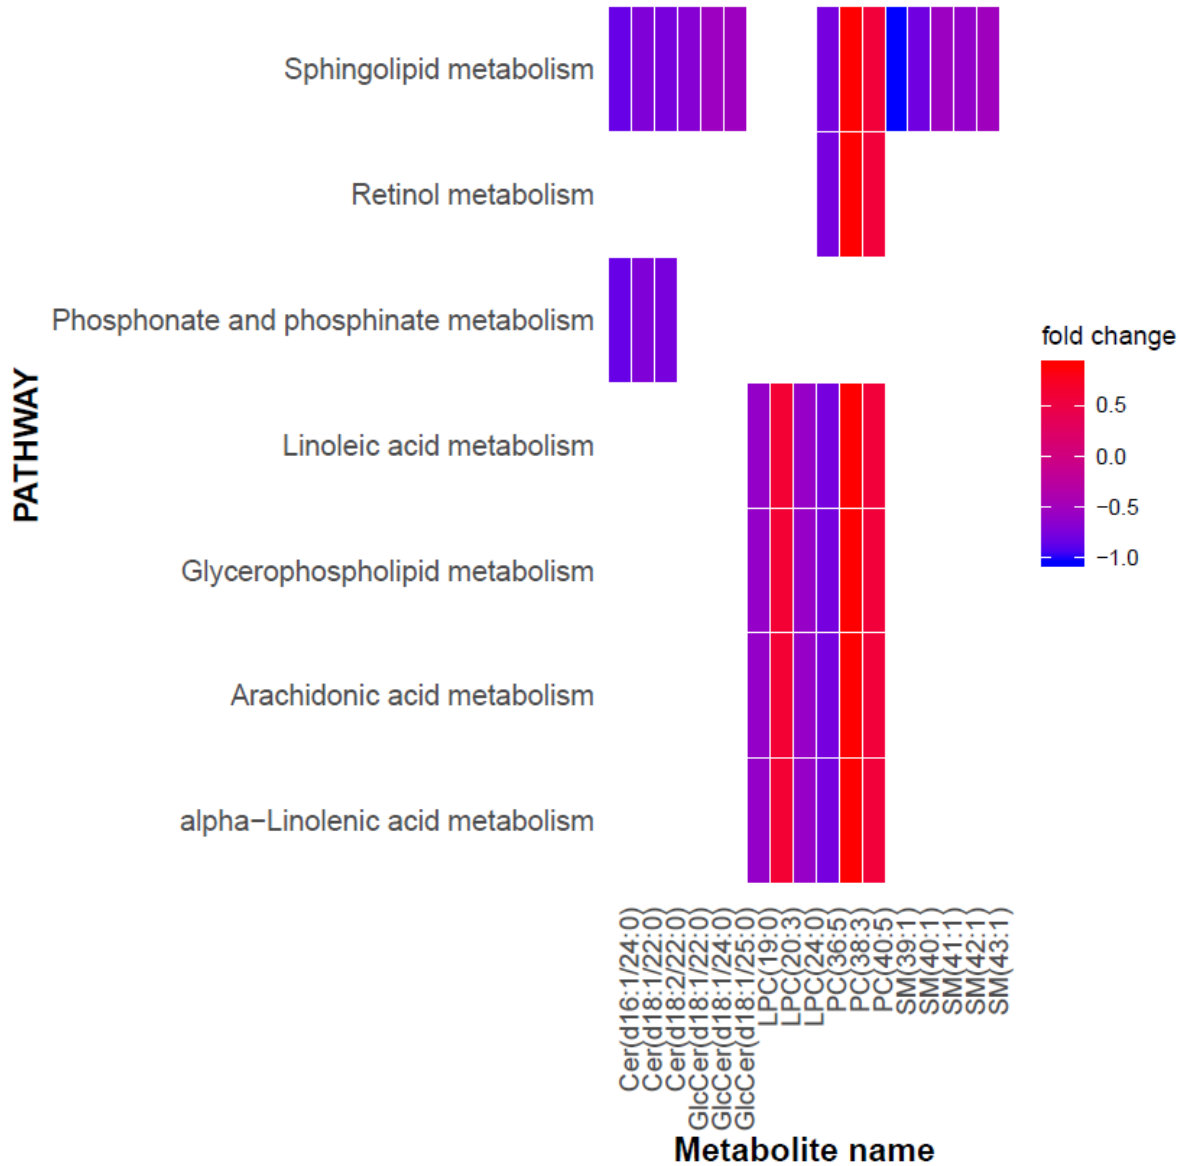 Sphingolipid metabolism
Retinol metabolism
Phosphonate and phosphinate metabolism
Linoleic acid metabolism
Glycerophospholipid metabolism
Arachidonic acid metabolism
alpha−Linolenic acid metabolism
PATHWAY
fold change
0.5
0.0
−0.5
−1.0
Cer(d16:1/24:0)
Cer(d18:1/22:0)
Cer(d18:2/22:0)
GlcCer(d18:1/22:0)
GlcCer(d18:1/24:0)
GlcCer(d18:1/25:0)
LPC(19:0)
LPC(20:3)
LPC(24:0)
PC(36:5)
PC(38:3)
PC(40:5)
SM(39:1)
SM(40:1)
SM(41:1)
SM(42:1)
SM(43:1)
Metabolite name